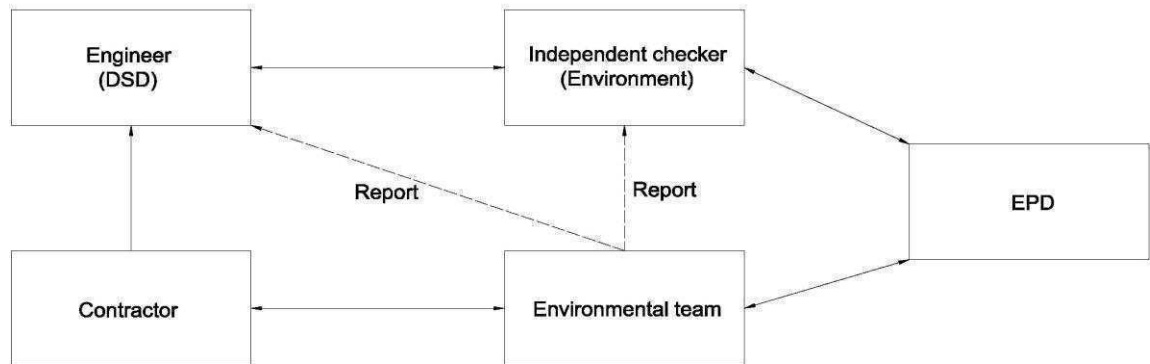 Engineer
(DSD)
Independent checker
(Environment)
Report
Report
EPD
Contractor
Environmental team